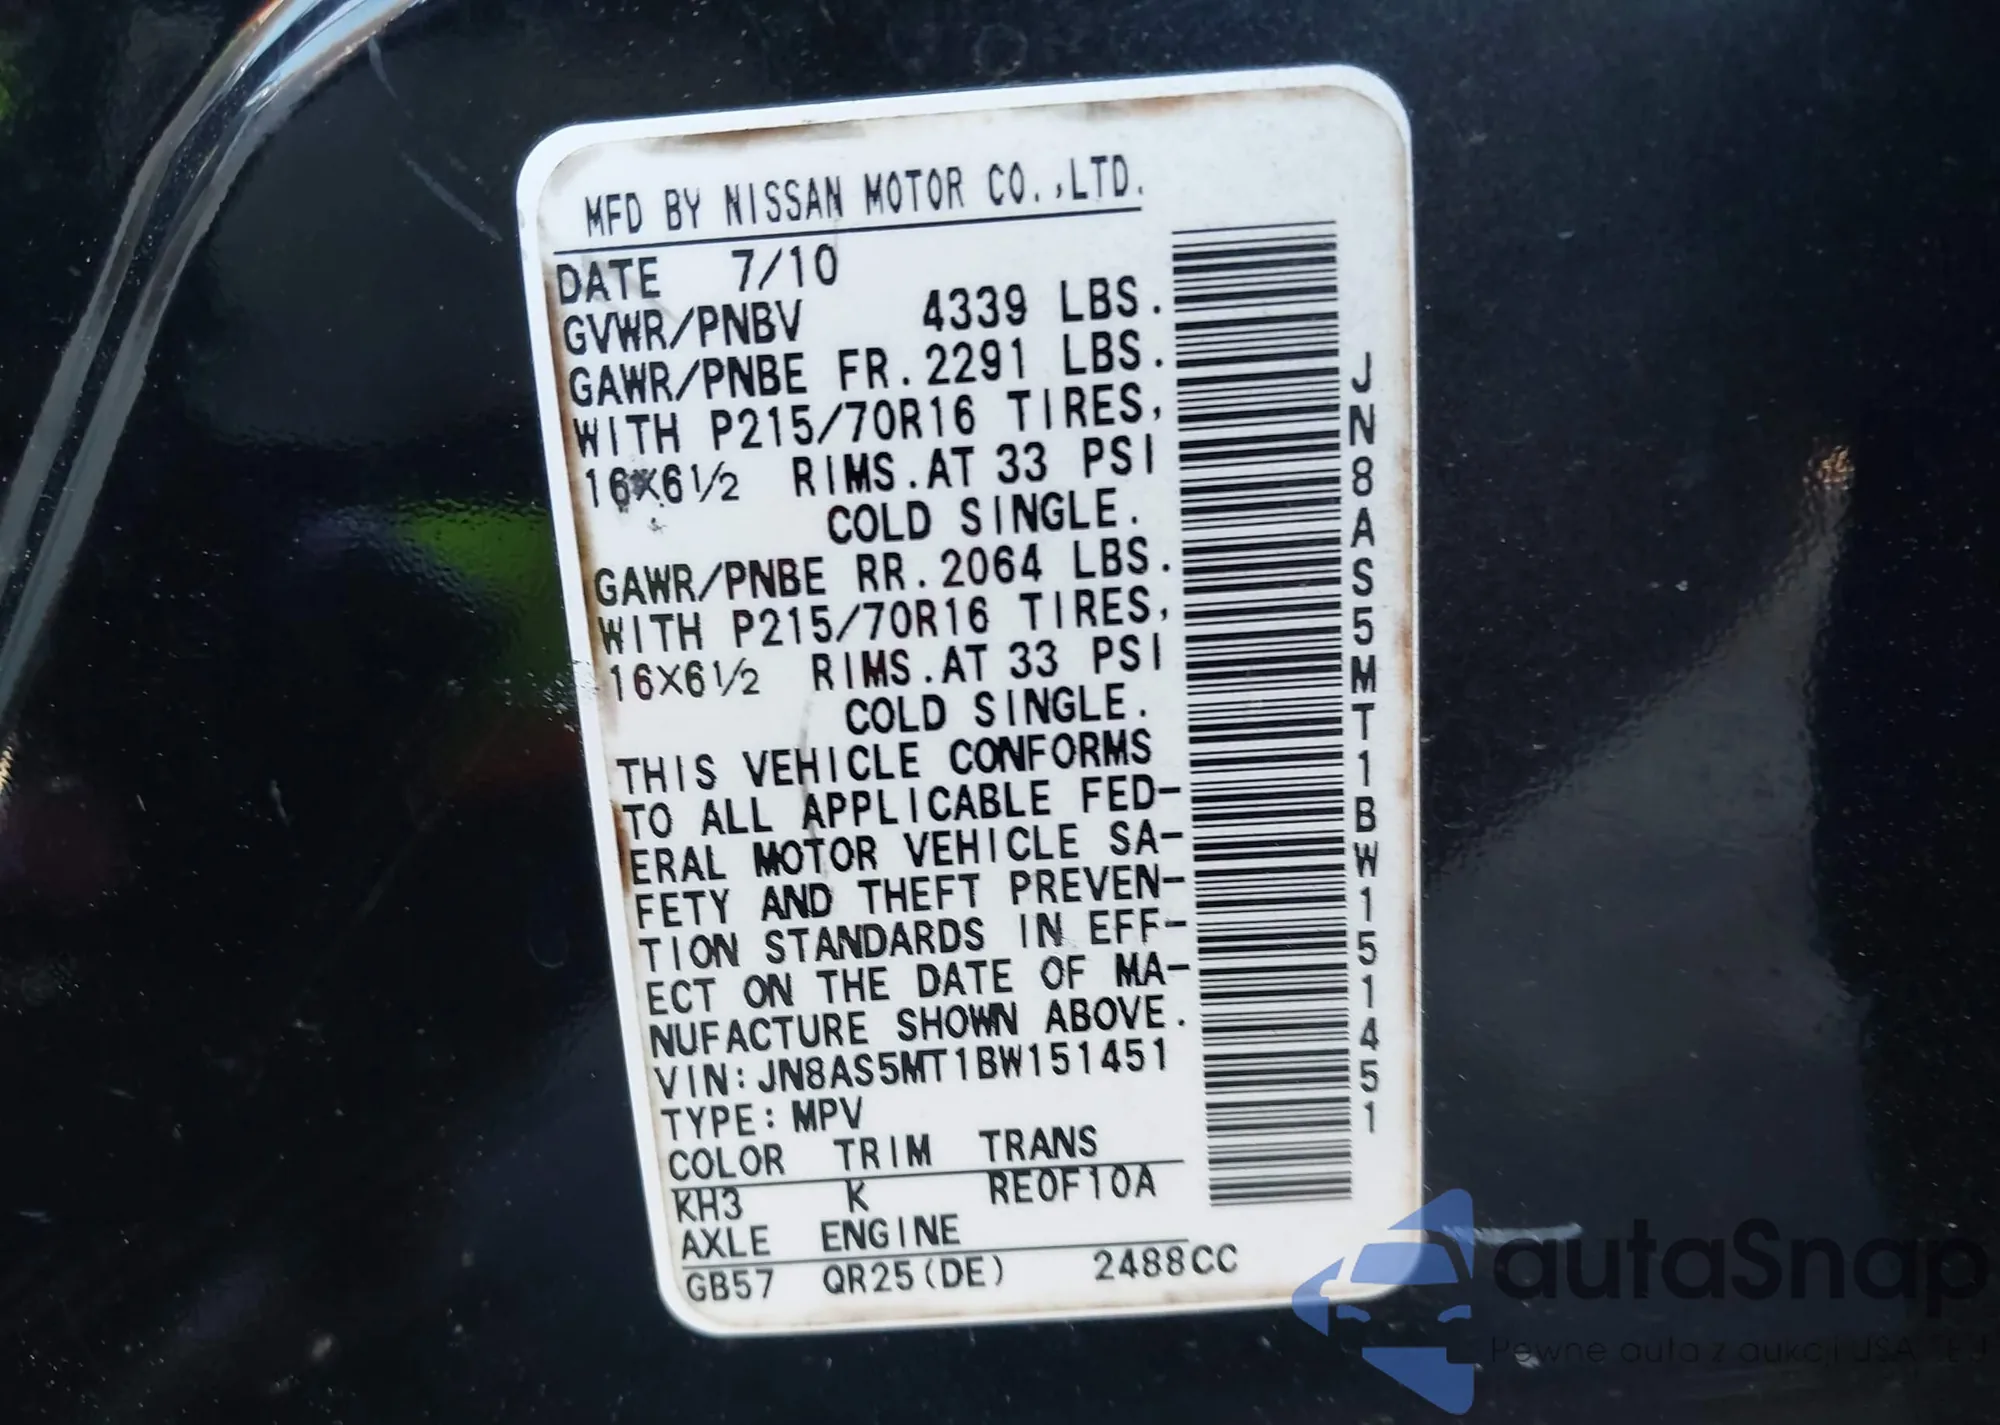 MFD BY NISSAN MOTOR CO.,LTD.
DATE 7/10
GVWR/PNBV 4339 LBS.
GAWR/PNBE FR.2291 LBS.
WITH P215/70R16 TIRES,
16X6½ RIMS.AT 33 PSI
COLD SINGLE.
GAWR/PNBE RR.2064 LBS.
WITH P215/70R16 TIRES,
16X6½ RIMS.AT 33 PSI
COLD SINGLE.
THIS VEHICLE CONFORMS
TO ALL APPLICABLE FED-
ERAL MOTOR VEHICLE SA-
FETY AND THEFT PREVEN-
TION STANDARDS IN EFF-
ECT ON THE DATE OF MA-
NUFACTURE SHOWN ABOVE.
VIN:JN8AS5MT1BW151451
TYPE:MPV
COLOR TRIM TRANS
KH3 K RE0F10A
AXLE ENGINE
GB57 QR25(DE) 2488CC
JN8AS5MT1BW151451
autaSnap
Pewne auta z aukcji USA